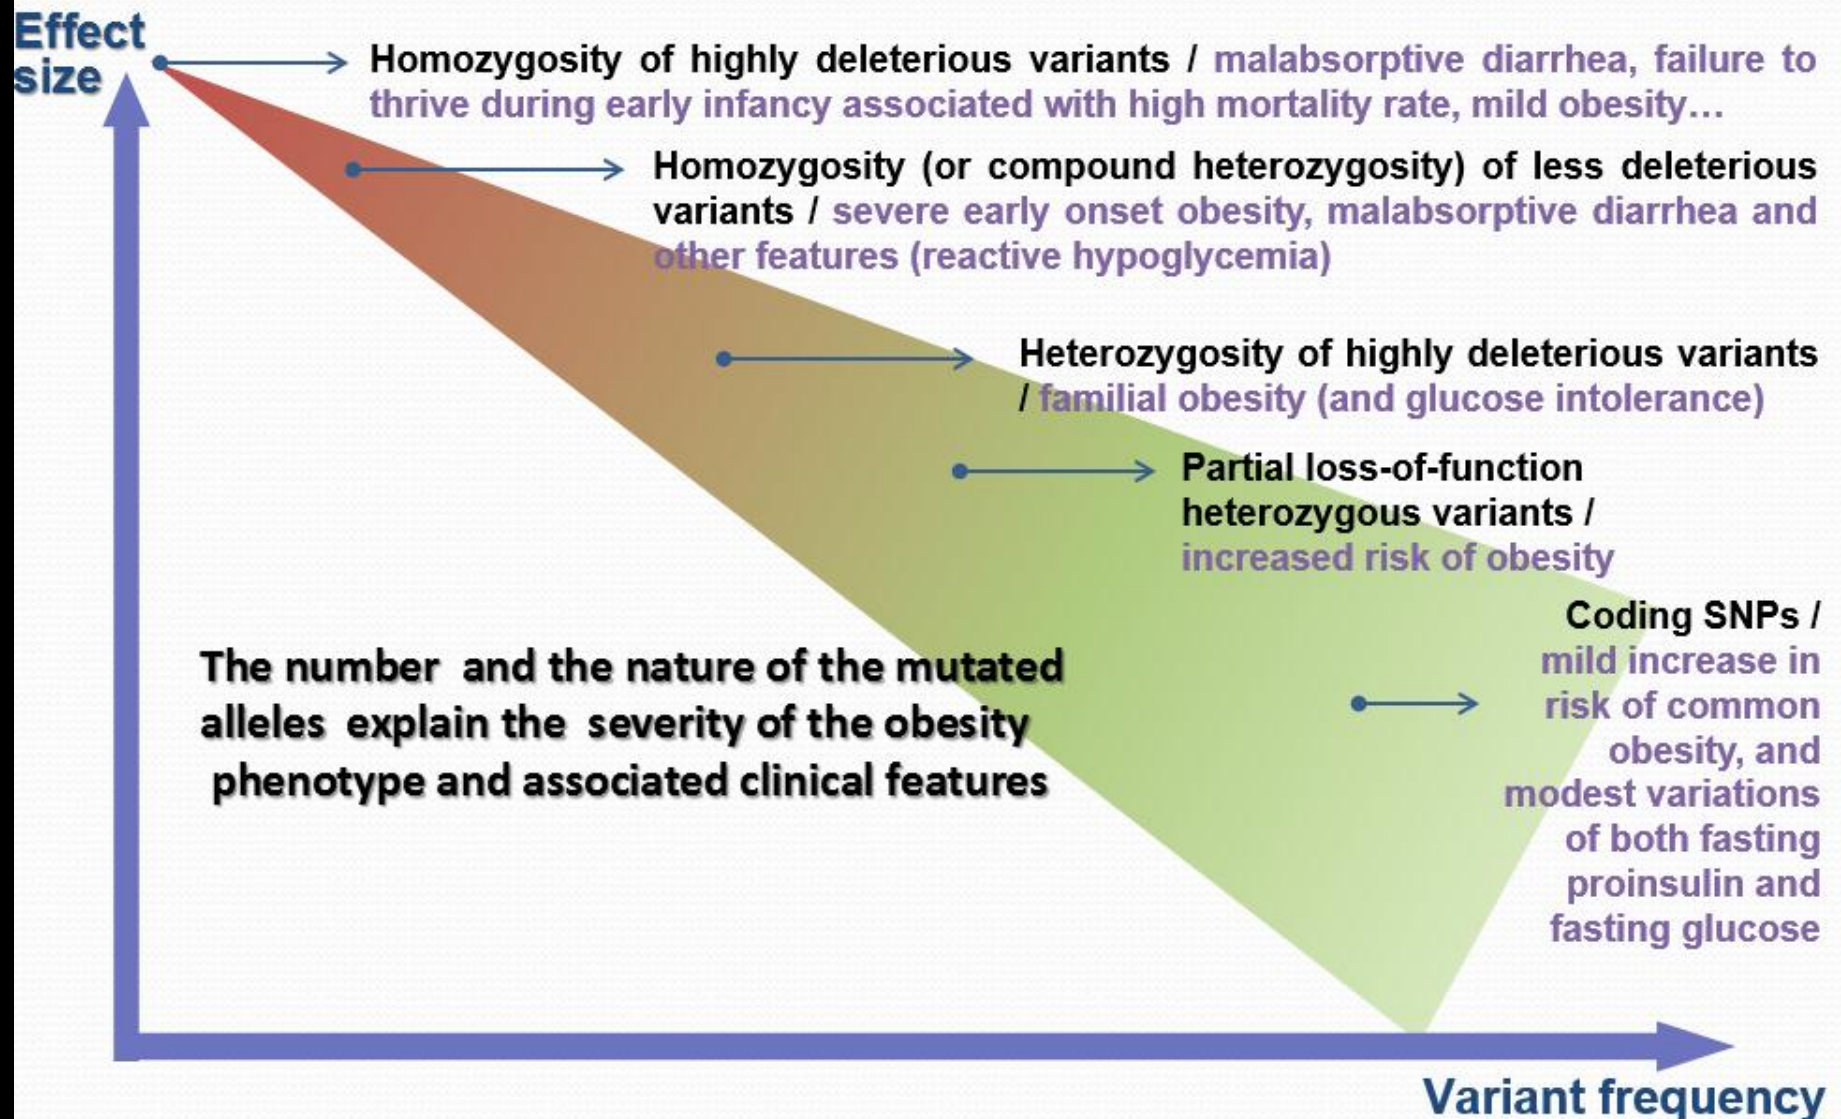 Effect
size
Homozygosity of highly deleterious variants / malabsorptive diarrhea, failure to
thrive during early infancy associated with high mortality rate, mild obesity…
Homozygosity (or compound heterozygosity) of less deleterious
variants / severe early onset obesity, malabsorptive diarrhea and
other features (reactive hypoglycemia)
Heterozygosity of highly deleterious variants
/ familial obesity (and glucose intolerance)
Partial loss-of-function
heterozygous variants /
increased risk of obesity
Coding SNPs /
mild increase in
risk of common
obesity, and
modest variations
of both fasting
proinsulin and
fasting glucose
The number and the nature of the mutated
alleles explain the severity of the obesity
phenotype and associated clinical features
Variant frequency